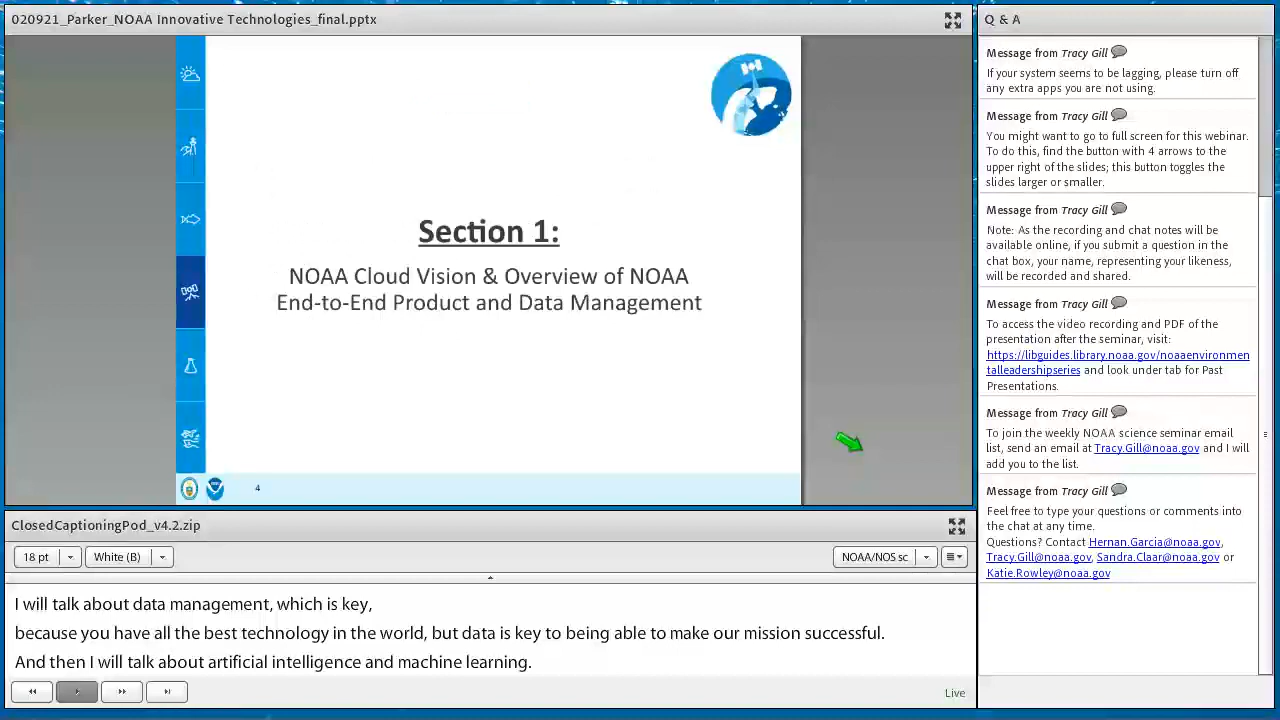 020921_Parker_NOAA Innovative Technologies_final.pptx
Section 1:
NOAA Cloud Vision & Overview of NOAA
End-to-End Product and Data Management
4
ClosedCaptioningPod_v4.2.zip
18 pt
White (B)
NOAA/NOS sc
I will talk about data management, which is key,
because you have all the best technology in the world, but data is key to being able to make our mission successful.
And then I will talk about artificial intelligence and machine learning.
Live
Q & A
Message from Tracy Gill
If your system seems to be lagging, please turn off
any extra apps you are not using.
Message from Tracy Gill
You might want to go to full screen for this webinar.
To do this, find the button with 4 arrows to the
upper right of the slides; this button toggles the
slides larger or smaller.
Message from Tracy Gill
Note: As the recording and chat notes will be
available online, if you submit a question in the
chat box, your name, representing your likeness,
will be recorded and shared.
Message from Tracy Gill
To access the video recording and PDF of the
presentation after the seminar, visit:
https://libguides.library.noaa.gov/noaaenvironmen
talleadershipseries and look under tab for Past
Presentations.
Message from Tracy Gill
To join the weekly NOAA science seminar email
list, send an email at Tracy.Gill@noaa.gov and I will
add you to the list.
Message from Tracy Gill
Feel free to type your questions or comments into
the chat at any time.
Questions? Contact Hernan.Garcia@noaa.gov,
Tracy.Gill@noaa.gov, Sandra.Claar@noaa.gov or
Katie.Rowley@noaa.gov